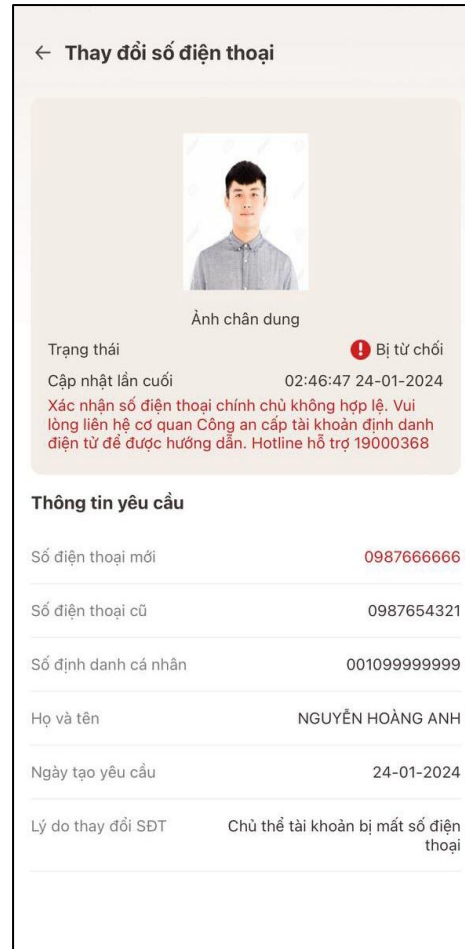 Thay đổi số điện thoại
Ảnh chân dung
Trạng thái Bị từ chối
Cập nhật lần cuối 02:46:47 24-01-2024
Xác nhận số điện thoại chính chủ không hợp lệ. Vui
lòng liên hệ cơ quan Công an cấp tài khoản định danh
điện tử để được hướng dẫn. Hotline hỗ trợ 19000368
Thông tin yêu cầu
Số điện thoại mới 0987666666
Số điện thoại cũ 0987654321
Số định danh cá nhân 001099999999
Họ và tên NGUYỄN HOÀNG ANH
Ngày tạo yêu cầu 24-01-2024
Lý do thay đổi SĐT Chủ thể tài khoản bị mất số điện
thoại